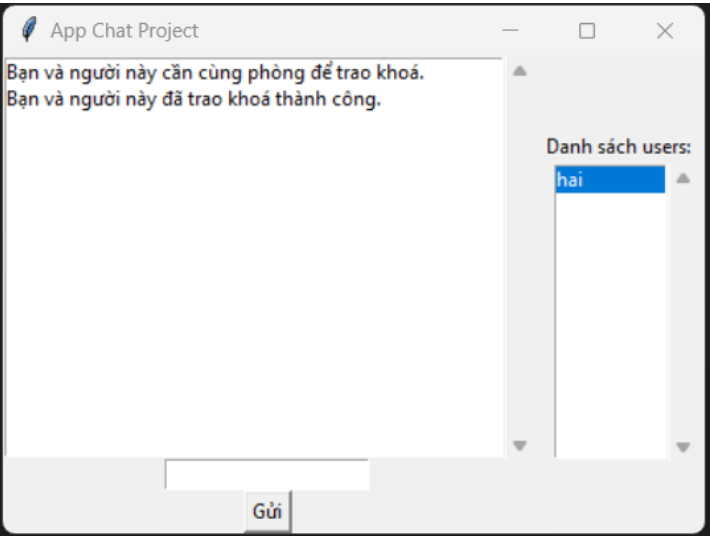 App Chat Project
Bạn và người này cần cùng phòng để trao khoá.
Bạn và người này đã trao khoá thành công.
Danh sách users:
hai
Gửi